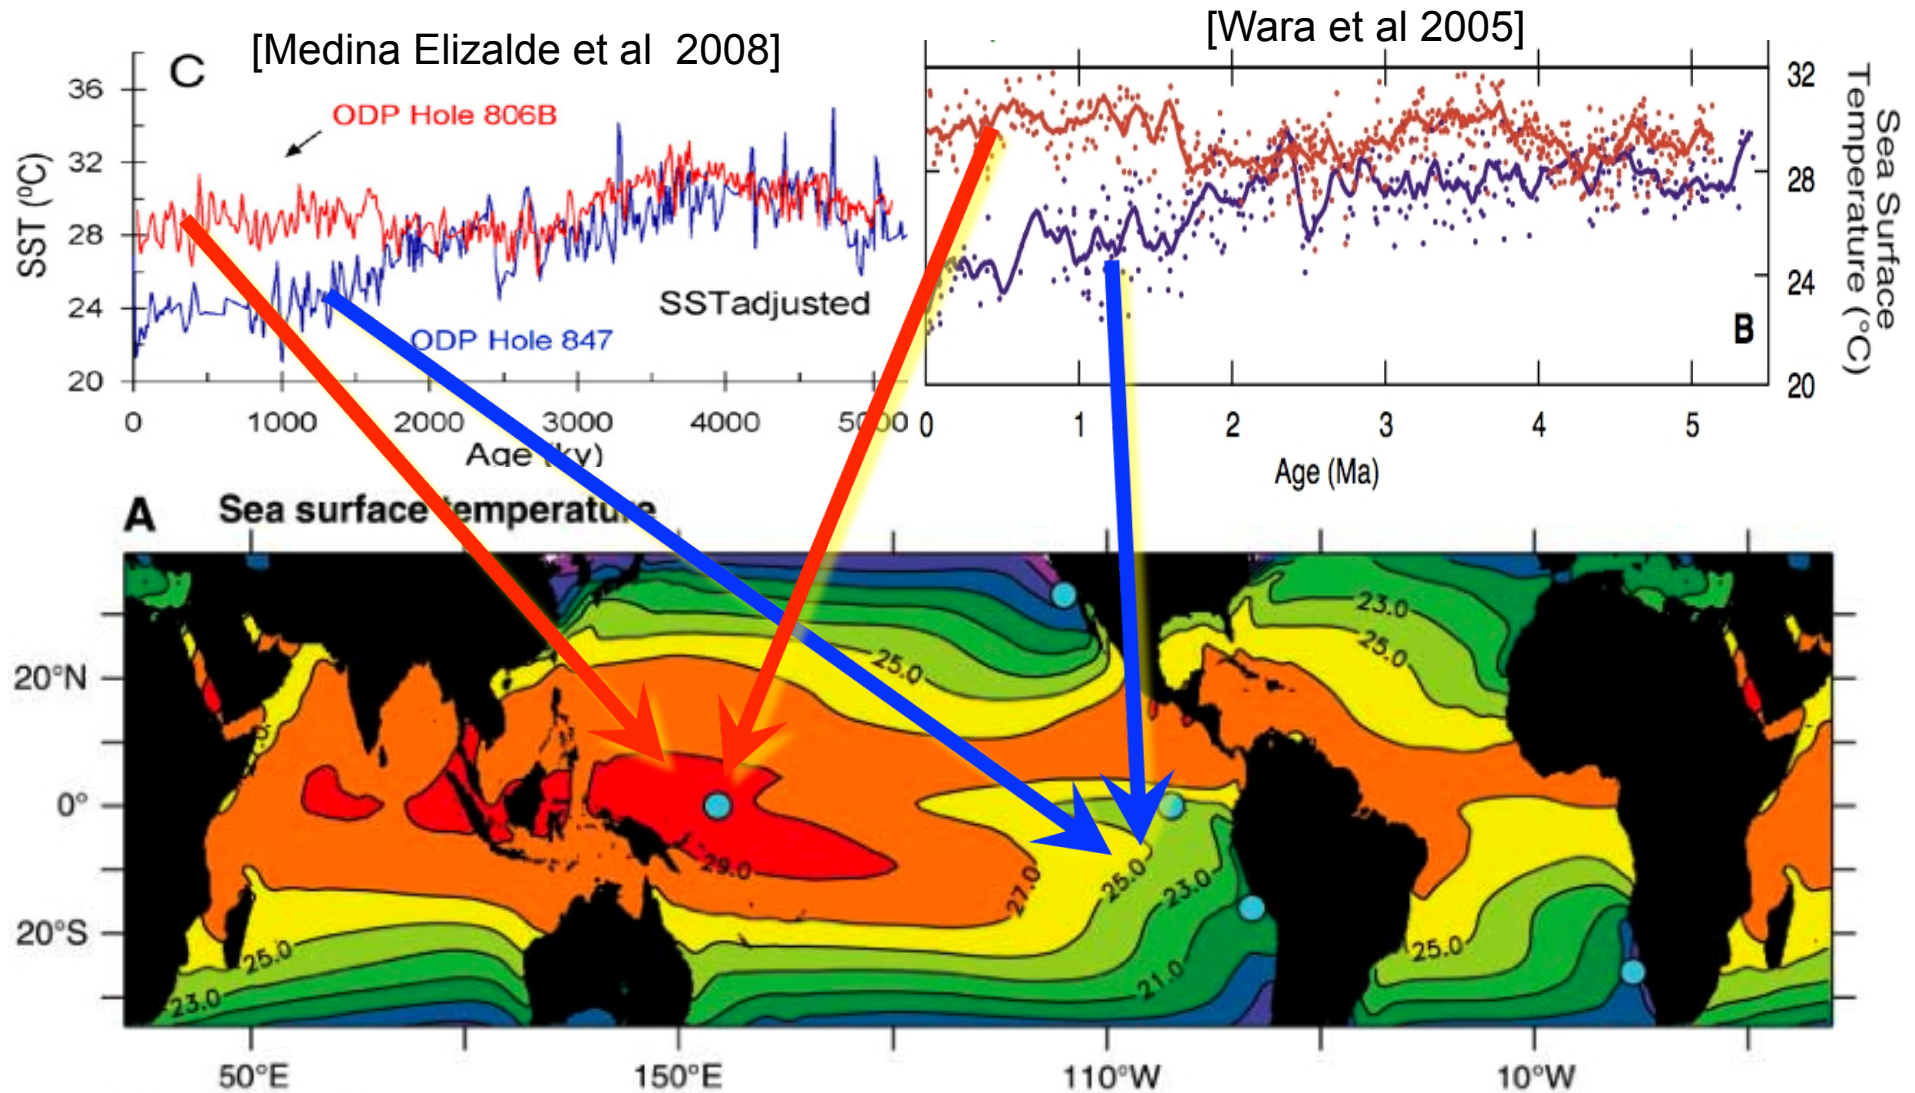 [Medina Elizalde et al 2008]
[Wara et al 2005]
C
ODP Hole 806B
SST (ºC)
36
32
28
24
20
SSTadjusted
ODP Hole 847
0 1000 2000 3000 4000 5000
Age (ky)
32
28
24
20
Sea Surface
Temperature (°C)
B
0 1 2 3 4 5
Age (Ma)
A Sea surface temperature
20°N
0°
20°S
23.0
25.0
25.0
29.0
27.0
25.0
23.0
21.0
25.0
25.0
23.0
50°E 150°E 110°W 10°W